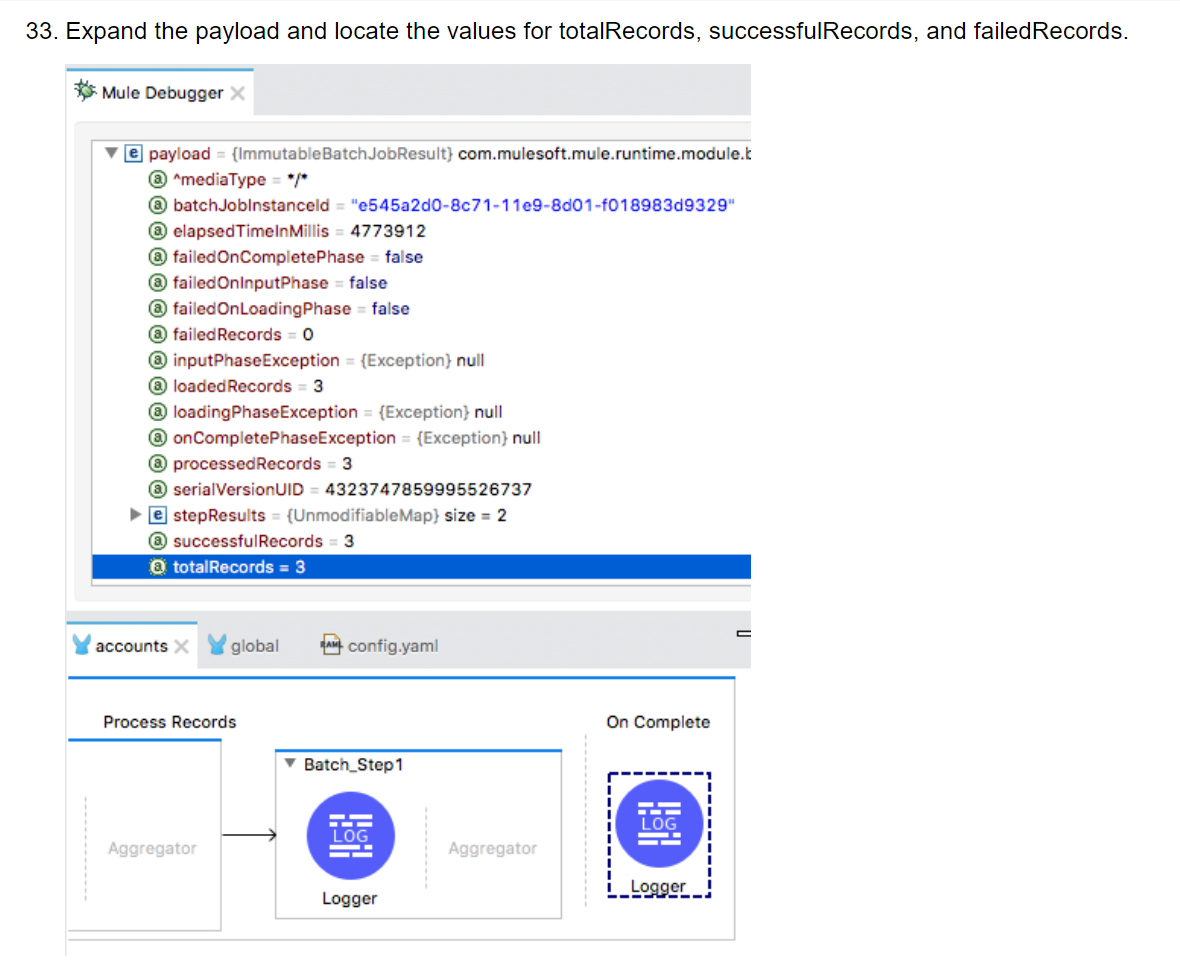 33. Expand the payload and locate the values for totalRecords, successfulRecords, and failedRecords.
Mule Debugger
e payload = {ImmutableBatchJobResult} com.mulesoft.mule.runtime.module.b
a ^mediaType = */*
a batchJobInstanceId = "e545a2d0-8c71-11e9-8d01-f018983d9329"
a elapsedTimeInMillis = 4773912
a failedOnCompletePhase = false
a failedOnInputPhase = false
a failedOnLoadingPhase = false
a failedRecords = 0
a inputPhaseException = {Exception} null
a loadedRecords = 3
a loadingPhaseException = {Exception} null
a onCompletePhaseException = {Exception} null
a processedRecords = 3
a serialVersionUID = 4323747859995526737
e stepResults = {UnmodifiableMap} size = 2
a successfulRecords = 3
a totalRecords = 3
accounts global config.yaml
Process Records On Complete
Batch_Step1
LOG LOG
Aggregator Aggregator
Logger Logger